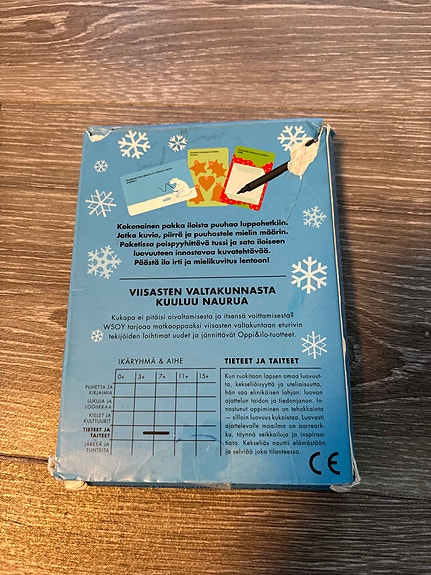 Kokonainen pakka iloista puuhaa luppohetkiin.
Jatka kuvia, piirrä ja puuhastele mielin määrin.
Paketissa poispyyhittävä tussi ja sata iloiseen
luovuuteen innostavaa kuvatehtävää.
Päästä ilo irti ja mielikuvitus lentoon!
VIISASTEN VALTAKUNNASTA
KUULUU NAURUA
Kukapa ei pitäisi oivaltamisesta ja itsensä voittamisesta?
WSOY tarjoaa matkaoppaaksi viisasten valtakuntaan eturivin
tekijöiden loihtimat uudet ja jännittävät Oppi&ilo-tuotteet.
IKÄRYHMÄ & AIHE
0+ 3+ 7+ 11+ 15+
PUHETTA JA
KIRJAIMIA
LUKUJA JA
LOGIIKKAA
KIELET JA
KULTTUURIT
TIETEET JA
TAITEET
JÄRKEÄ JA
TUNTEITA
TIETEET JA TAITEET
Kun ruokitaan lapsen omaa luovuut-
ta, kekseliäisyyttä ja uteliaisuutta,
hän saa elinikäisen lahjan: luovan
ajattelun taidon ja tiedonjanon. In-
nostunut oppiminen on tehokkainta
– silloin luovuus kukoistaa. Luovasti
ajattelevalle maailma on aarreark-
ku, täynnä seikkailuja ja inspiraa-
tiota. Kekseliäs nauttii elämästään
ja selviää joka tilanteessa.
CE